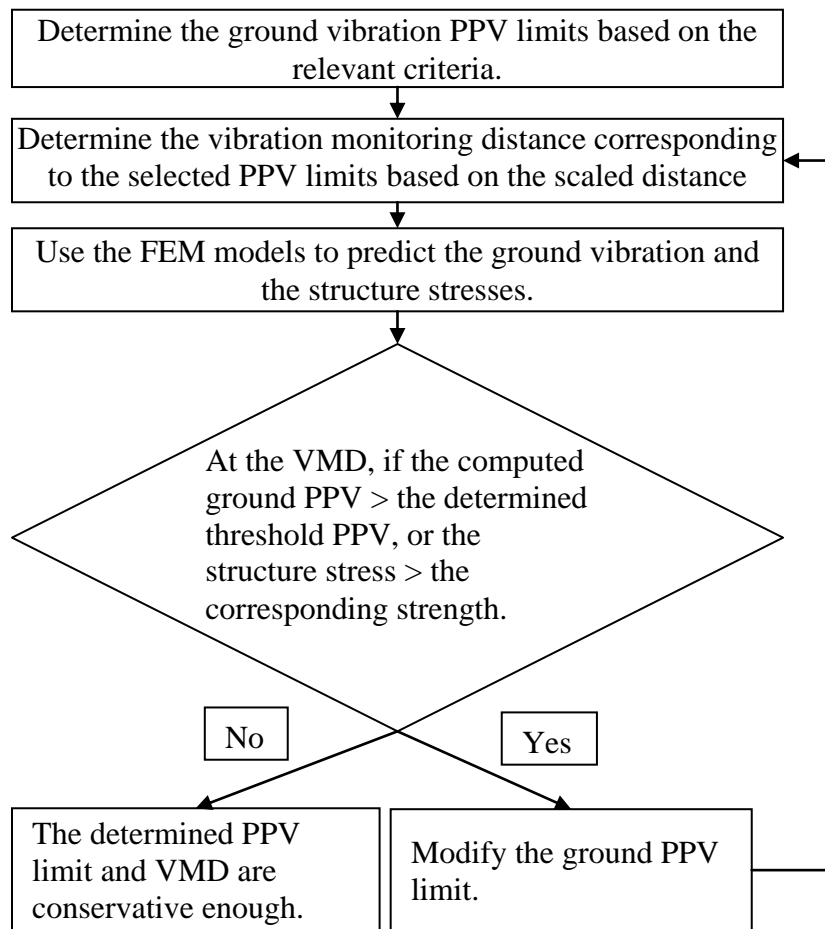 Determine the ground vibration PPV limits based on the
relevant criteria.
Determine the vibration monitoring distance corresponding
to the selected PPV limits based on the scaled distance
Use the FEM models to predict the ground vibration and
the structure stresses.
At the VMD, if the computed
ground PPV > the determined
threshold PPV, or the
structure stress > the
corresponding strength.
No
Yes
The determined PPV
limit and VMD are
conservative enough.
Modify the ground PPV
limit.